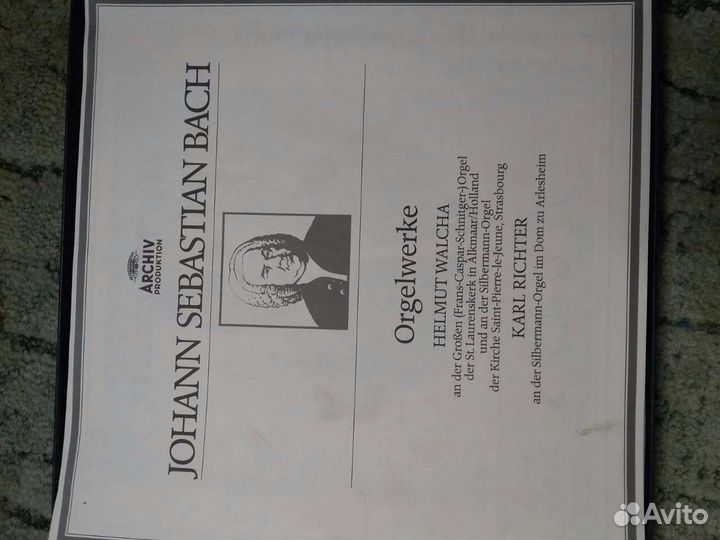 ARCHIV
PRODUKTION
JOHANN SEBASTIAN BACH
Orgelwerke
HELMUT WALCHA
an der Großen (Frans-Caspar-Schnitger-) Orgel
der St. Laurenskerk in Alkmaar/Holland
und an der Silbermann-Orgel
der Kirche Saint-Pierre-le-Jeune, Strasbourg
KARL RICHTER
an der Silbermann-Orgel im Dom zu Arlesheim
Avito